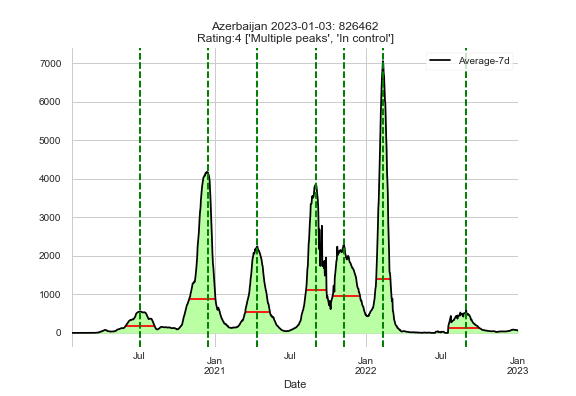 Azerbaijan 2023-01-03: 826462
Rating:4 ['Multiple peaks', 'In control']
Average-7d
7000
6000
5000
4000
3000
2000
1000
0
Jul
Jan
2021
Jul
Jan
2022
Jul
Jan
2023
Date